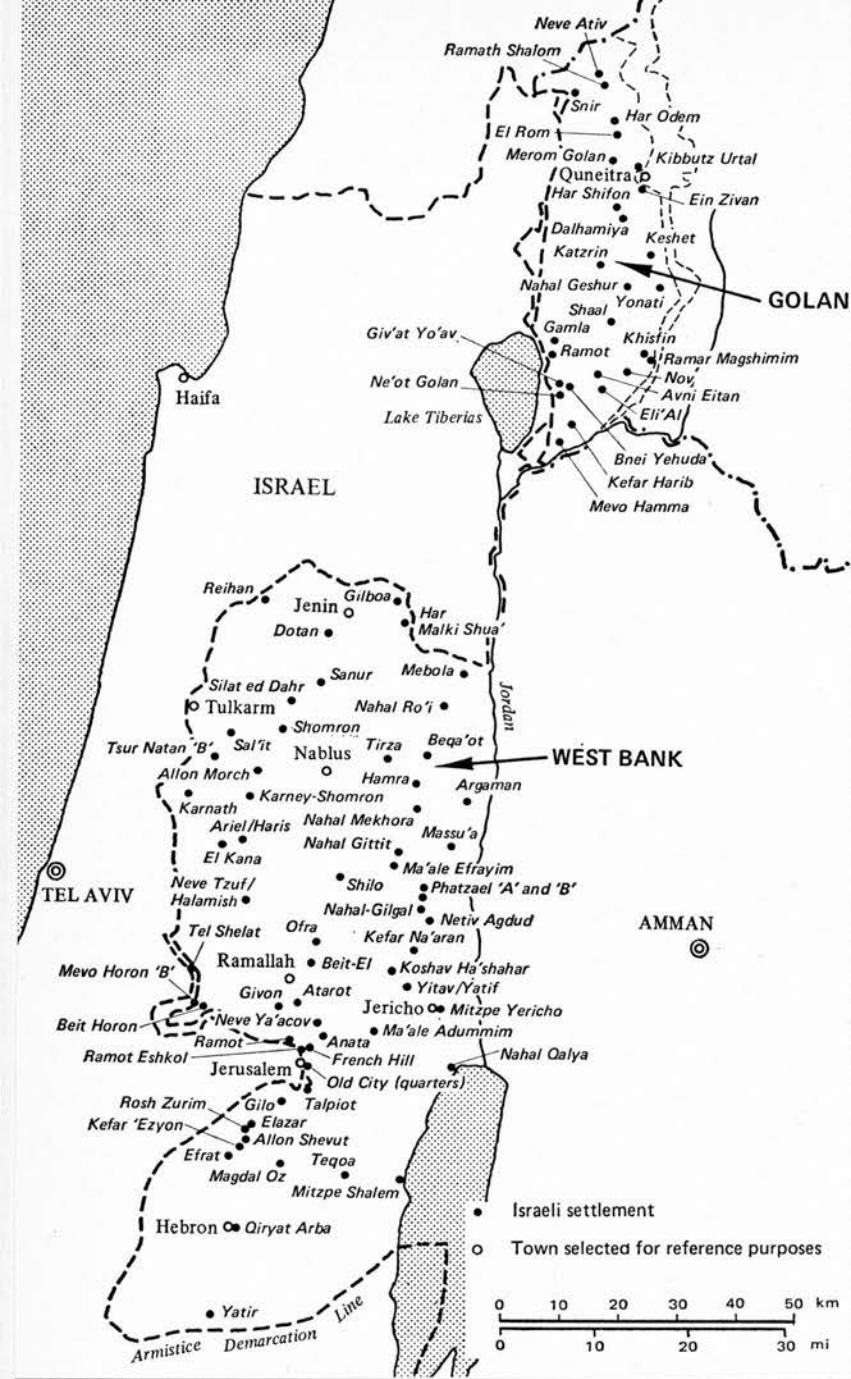 Neve Ativ
Ramath Shalom
Snir
Har Odem
El Rom
Merom Golan
Kibbutz Urtal
Quneitra
Har Shifon
Ein Zivan
Dalhamiya
Keshet
Katzrin
GOLAN
Nahal Geshur
Yonati
Shaal
Gamla
Giv'at Yo'av
Khisfin
Ramot
Ramar Magshimim
Ne'ot Golan
Nov
Avni Eitan
Haifa
Eli'Al
Lake Tiberias
Bnei Yehuda
Kefar Harib
ISRAEL
Mevo Hamma
Reihan
Gilboa
Jenin
Har
Malki Shua'
Dotan
Sanur
Mebola
Silat ed Dahr
Jordan
Tulkarm
Nahal Ro'i
Shomron
Sal'it
Tsur Natan 'B'
Nablus
Tirza
Beqa'ot
WEST BANK
Allon Morch
Hamra
Argaman
Karnath
Karney-Shomron
Nahal Mekhora
Ariel/Haris
Massu'a
Nahal Gittit
El Kana
Ma'ale Efrayim
TEL AVIV
Neve Tzuf/
Halamish
Shilo
Phatzael 'A' and 'B'
Nahal-Gilgal
Netiv Agdud
AMMAN
Ofra
Tel Shelat
Kefar Na'aran
Ramallah
Beit-El
Mevo Horon 'B'
Koshav Ha'shahar
Yitav/Yatif
Givon
Atarot
Jericho
Mitzpe Yericho
Beit Horon
Neve Ya'acov
Ramot
Anata
Ma'ale Adummim
Ramot Eshkol
French Hill
Nahal Qalya
Jerusalem
Old City (quarters)
Rosh Zurim
Gilo
Talpiot
Kefar 'Ezyon
Elazar
Allon Shevut
Efrat
Magdal Oz
Teqoa
Mitzpe Shalem
Israeli settlement
Hebron
Qiryat Arba
Town selected for reference purposes
0 10 20 30 40 50 km
Yatir
0 10 20 30 mi
Armistice Demarcation Line